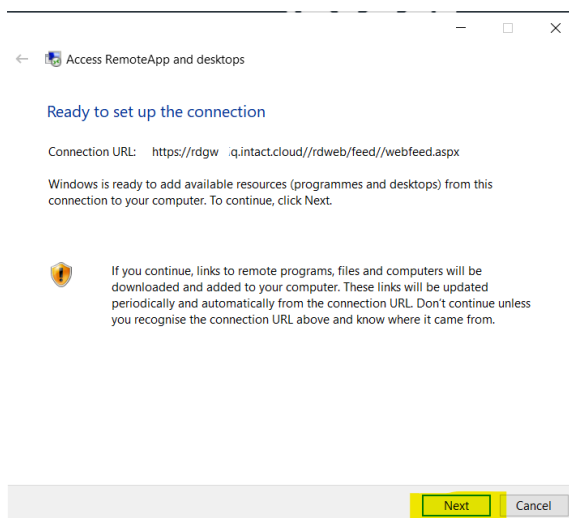 Access RemoteApp and desktops
Ready to set up the connection
Connection URL: https://rdgw :q.intact.cloud//rdweb/feed//webfeed.aspx
Windows is ready to add available resources (programmes and desktops) from this
connection to your computer. To continue, click Next.
If you continue, links to remote programs, files and computers will be
downloaded and added to your computer. These links will be updated
periodically and automatically from the connection URL. Don't continue unless
you recognise the connection URL above and know where it came from.
Next Cancel